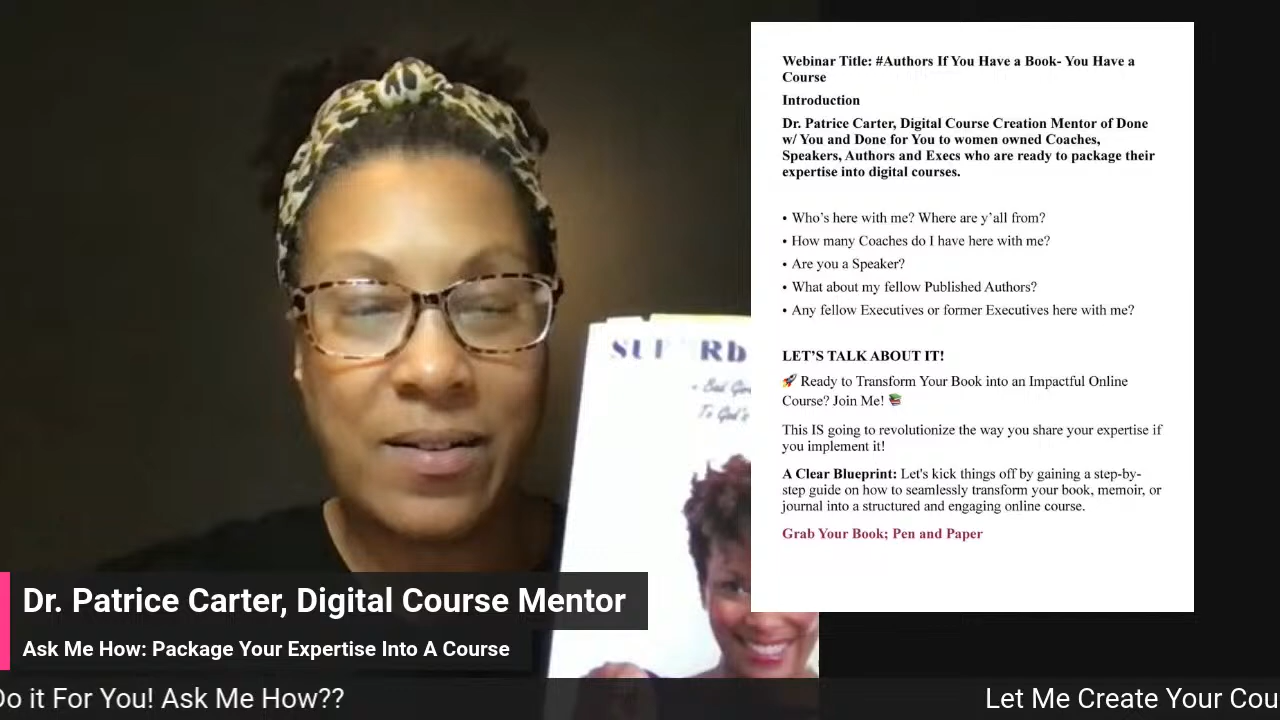 Webinar Title: #Authors If You Have a Book- You Have a
Course
Introduction
Dr. Patrice Carter, Digital Course Creation Mentor of Done
w/ You and Done for You to women owned Coaches,
Speakers, Authors and Execs who are ready to package their
expertise into digital courses.
• Who's here with me? Where are y'all from?
• How many Coaches do I have here with me?
• Are you a Speaker?
• What about my fellow Published Authors?
• Any fellow Executives or former Executives here with me?
LET'S TALK ABOUT IT!
🚀 Ready to Transform Your Book into an Impactful Online
Course? Join Me! 📚
This IS going to revolutionize the way you share your expertise if
you implement it!
A Clear Blueprint: Let's kick things off by gaining a step-by-
step guide on how to seamlessly transform your book, memoir, or
journal into a structured and engaging online course.
Grab Your Book; Pen and Paper
To God's
Dr. Patrice Carter, Digital Course Mentor
Ask Me How: Package Your Expertise Into A Course
Do it For You! Ask Me How??
Let Me Create Your Cou